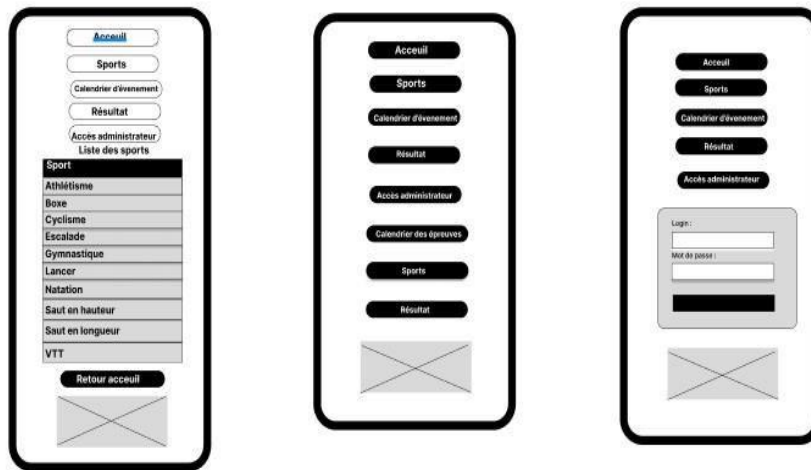 Acceuil
Sports
Calendrier d'évenement
Résultat
Accès administrateur
Liste des sports
Sport
Athlétisme
Boxe
Cyclisme
Escalade
Gymnastique
Lancer
Natation
Saut en hauteur
Saut en longueur
VTT
Retour acceuil
Acceuil
Sports
Calendrier d'évenement
Résultat
Accès administrateur
Calendrier des épreuves
Sports
Résultat
Acceuil
Sports
Calendrier d'évenement
Résultat
Accès administrateur
Login :
Mot de passe :